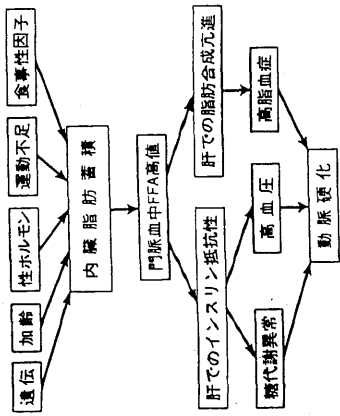 食事性因子
運動不足
性ホルモン
加齢
遺伝
内臓脂肪蓄積
門脈血中FFA高値
肝での脂肪合成亢進
肝でのインスリン抵抗性
高脂血症
高血圧
糖代謝異常
動脈硬化